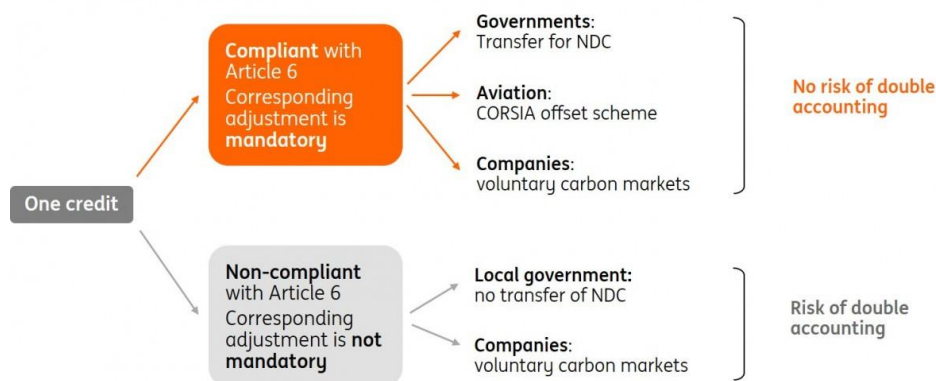 One credit
Compliant with
Article 6
Corresponding
adjustment is
mandatory
Governments:
Transfer for NDC
Aviation:
CORSIA offset scheme
Companies:
voluntary carbon markets
No risk of double
accounting
Non-compliant
with Article 6
Corresponding
adjustment is not
mandatory
Local government:
no transfer of NDC
Companies:
voluntary carbon markets
Risk of double
accounting